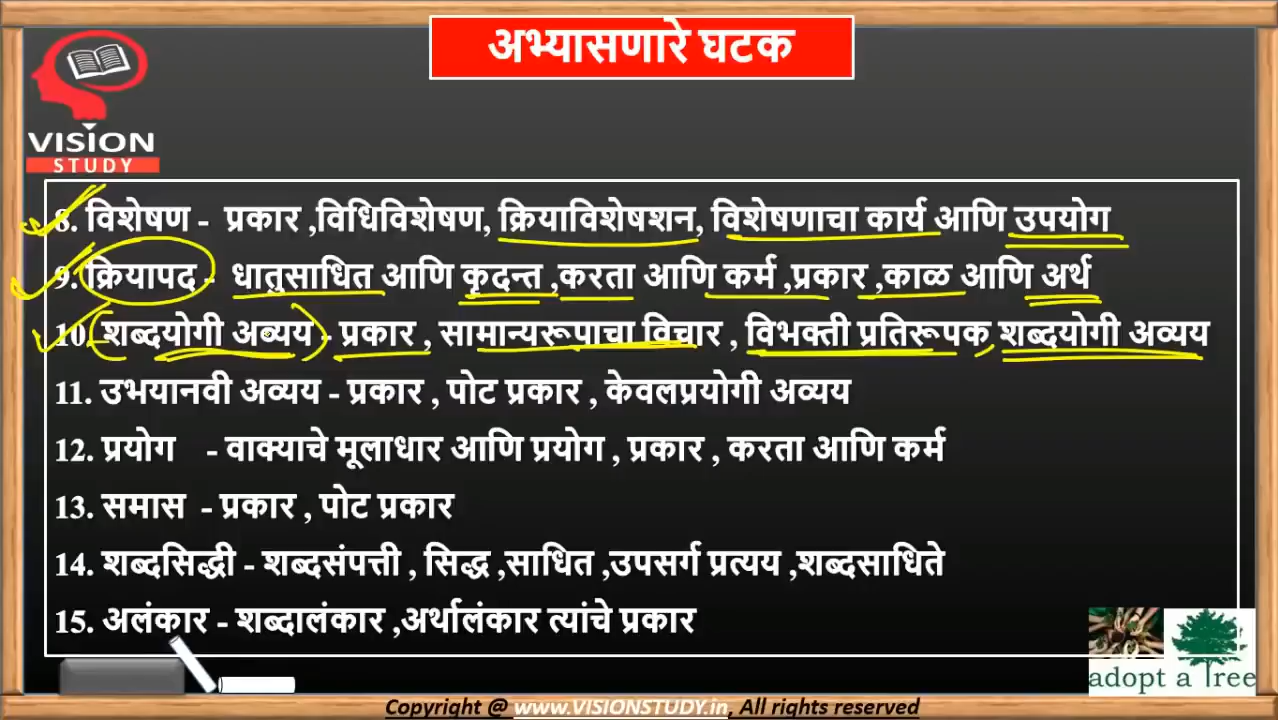 अभ्यासणारे घटक
VISION
STUDY
8. विशेषण - प्रकार ,विधिविशेषण, क्रियाविशेषशन, विशेषणाचा कार्य आणि उपयोग
9. क्रियापद - धातुसाधित आणि कृदन्त ,करता आणि कर्म ,प्रकार ,काळ आणि अर्थ
10. शब्दयोगी अव्यय - प्रकार , सामान्यरूपाचा विचार , विभक्ती प्रतिरूपक शब्दयोगी अव्यय
11. उभयानवी अव्यय - प्रकार , पोट प्रकार , केवलप्रयोगी अव्यय
12. प्रयोग - वाक्याचे मूलाधार आणि प्रयोग , प्रकार , करता आणि कर्म
13. समास - प्रकार , पोट प्रकार
14. शब्दसिद्धी - शब्दसंपत्ती , सिद्ध ,साधित ,उपसर्ग प्रत्यय ,शब्दसाधिते
15. अलंकार - शब्दालंकार ,अर्थालंकार त्यांचे प्रकार
adopt a Tree
Copyright @ www.VISIONSTUDY.in, All rights reserved